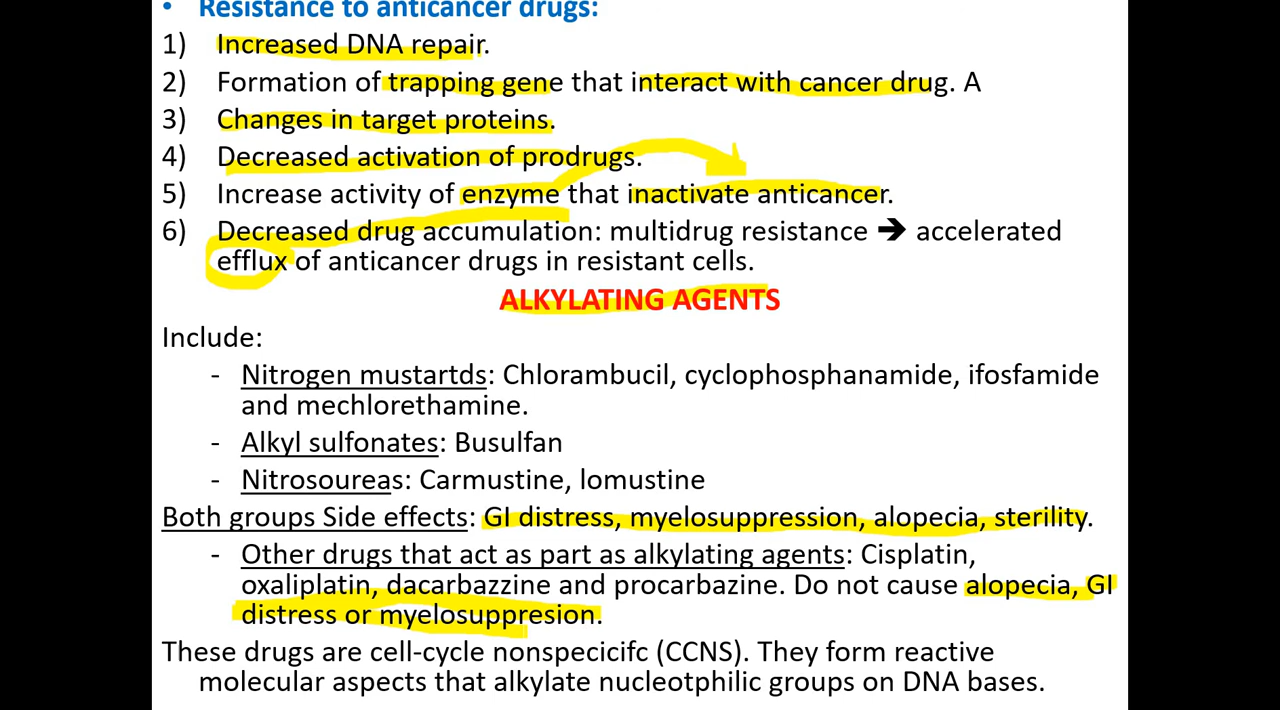 • Resistance to anticancer drugs:
1) Increased DNA repair.
2) Formation of trapping gene that interact with cancer drug. A
3) Changes in target proteins.
4) Decreased activation of prodrugs.
5) Increase activity of enzyme that inactivate anticancer.
6) Decreased drug accumulation: multidrug resistance ➔ accelerated
efflux of anticancer drugs in resistant cells.
ALKYLATING AGENTS
Include:
- Nitrogen mustartds: Chlorambucil, cyclophosphanamide, ifosfamide
and mechlorethamine.
- Alkyl sulfonates: Busulfan
- Nitrosoureas: Carmustine, lomustine
Both groups Side effects: GI distress, myelosuppression, alopecia, sterility.
- Other drugs that act as part as alkylating agents: Cisplatin,
oxaliplatin, dacarbazzine and procarbazine. Do not cause alopecia, GI
distress or myelosuppresion.
These drugs are cell-cycle nonspecicifc (CCNS). They form reactive
molecular aspects that alkylate nucleotphilic groups on DNA bases.